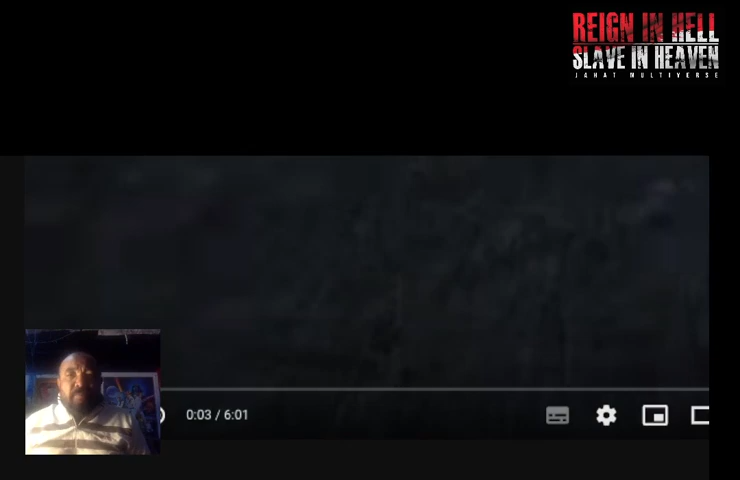 REIGN IN HELL
SLAVE IN HEAVEN
JAHAT MULTIVERSE
0:03 / 6:01